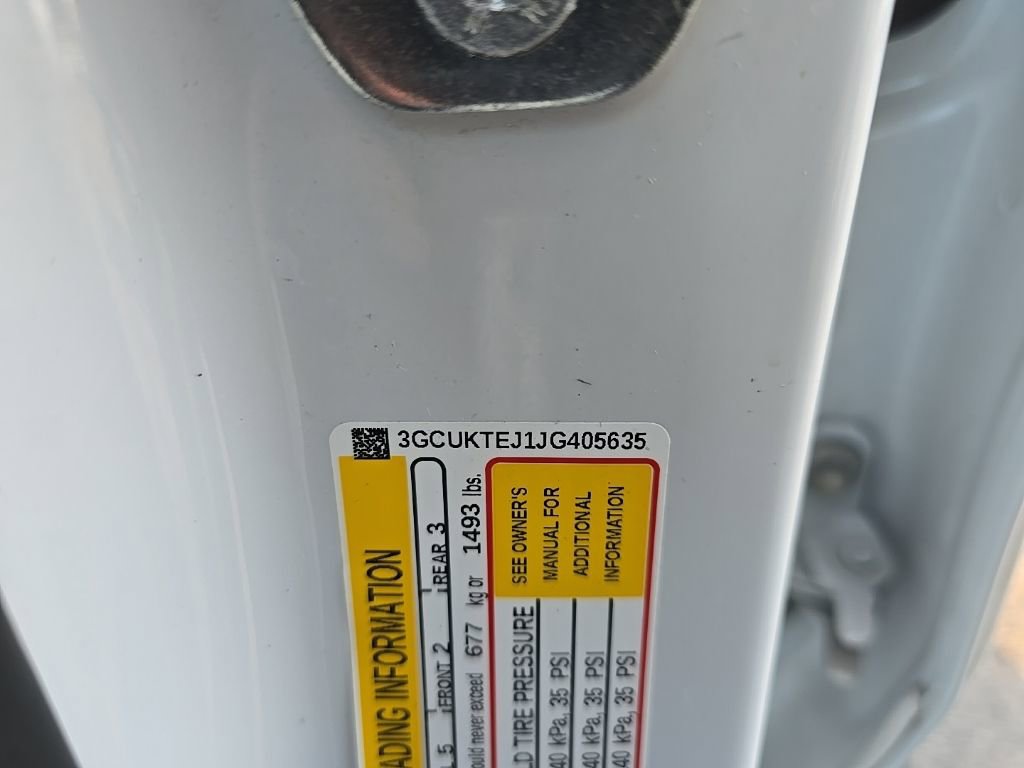 3GCUKTEJ1JG405635
ADING INFORMATION
L 5 FRONT 2 REAR 3
ould never exceed 677 kg or 1493 lbs.
SEE OWNER'S
MANUAL FOR
ADDITIONAL
INFORMATION
LD TIRE PRESSURE
40 kPa, 35 PSI
40 kPa, 35 PSI
40 kPa, 35 PSI